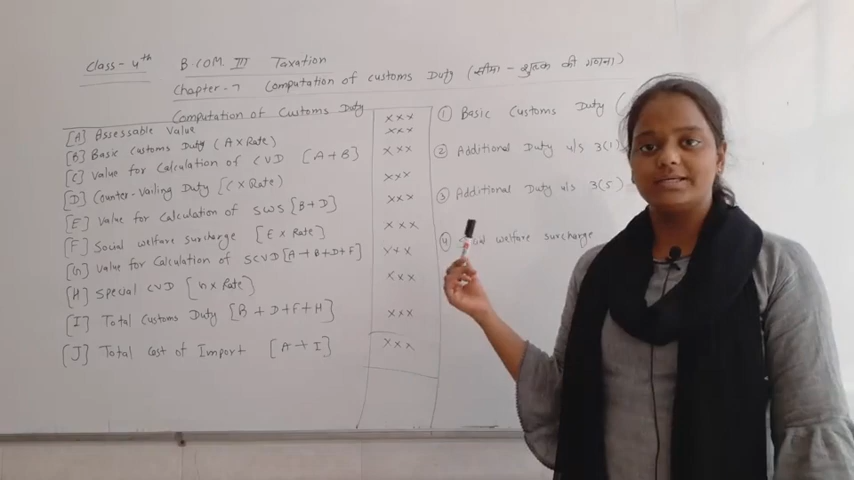 Class-4th B.COM. III Taxation
Chapter-7 Computation of Customs Duty (सीमा - शुल्क की गणना)
Computation of Customs Duty
[A] Assessable Value XXX
[B] Basic Customs Duty (A x Rate) XXX
[C] Value for Calculation of CVD [A+B] XXX
[D] Counter-Vailing Duty [C x Rate) XXX
[E] Value for Calculation of SWS [B+D] XXX
[F] Social welfare surcharge [E x Rate] XXX
[G] Value for Calculation of SCVD [A+B+D+F] XXX
[H] Special CVD [G x Rate] XXX
[I] Total Customs Duty [B + D+F+H] XXX
[J] Total Cost of Import [A+I] XXX
① Basic Customs Duty (
② Additional Duty u/s 3(1)
③ Additional Duty u/s 3(5) -
④ Social welfare surcharge